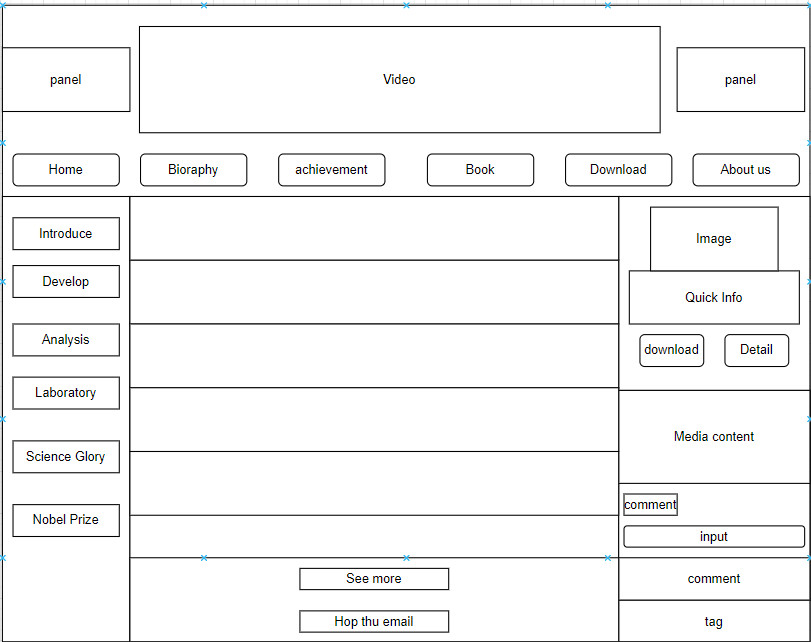 panel
Video
panel
Home
Bioraphy
achievement
Book
Download
About us
Introduce
Develop
Analysis
Laboratory
Science Glory
Nobel Prize
Image
Quick Info
download
Detail
Media content
comment
input
See more
Hop thu email
comment
tag